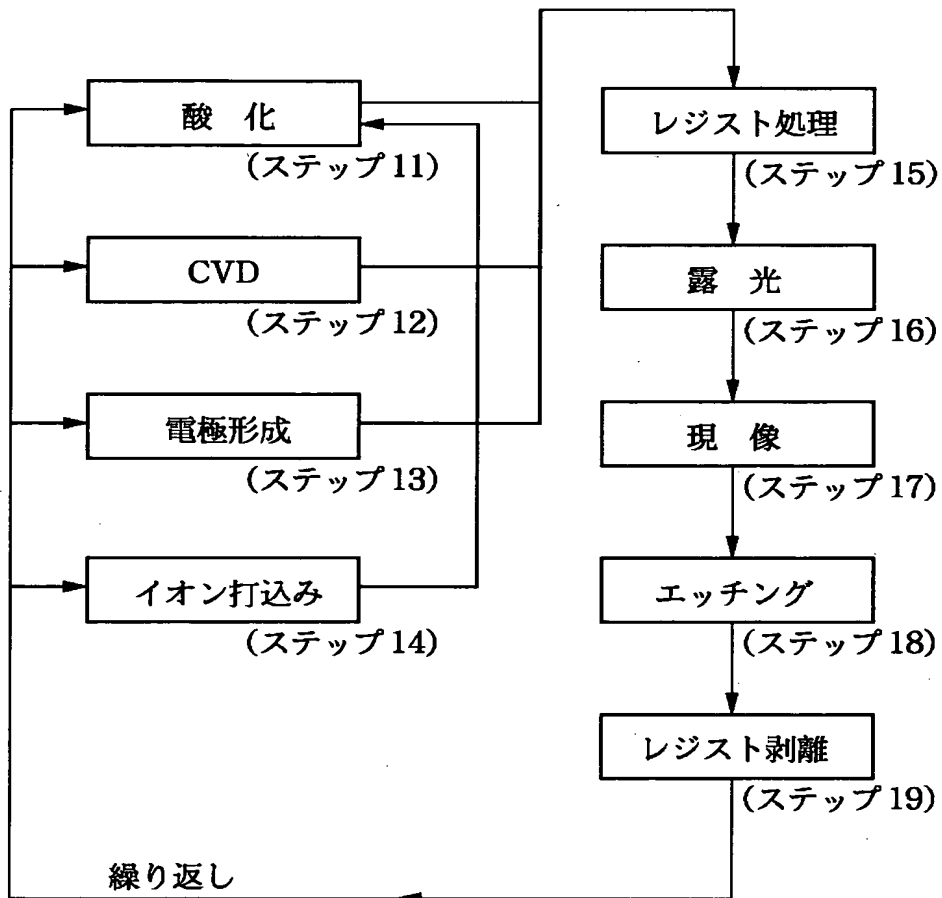 酸 化
(ステップ11)
CVD
(ステップ12)
電極形成
(ステップ13)
イオン打込み
(ステップ14)
レジスト処理
(ステップ15)
露 光
(ステップ16)
現 像
(ステップ17)
エッチング
(ステップ18)
レジスト剥離
(ステップ19)
繰り返し